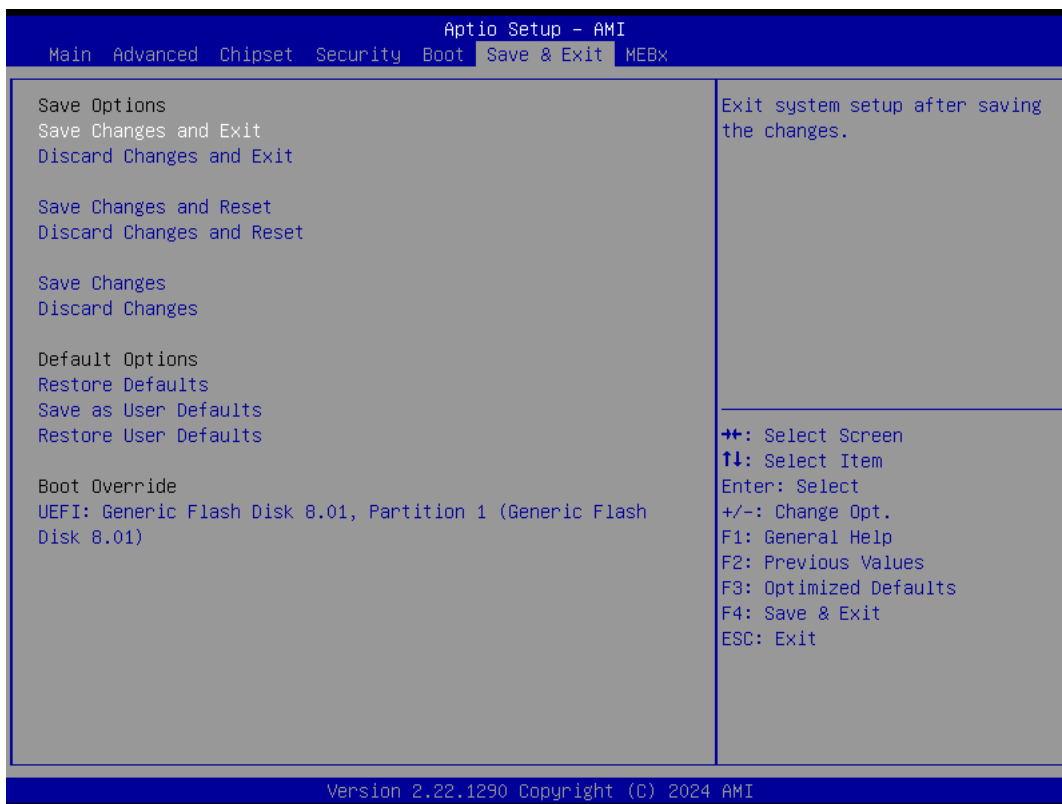 Aptio Setup – AMI
Main Advanced Chipset Security Boot Save & Exit MEBx
Save Options
Save Changes and Exit
Discard Changes and Exit
Save Changes and Reset
Discard Changes and Reset
Save Changes
Discard Changes
Default Options
Restore Defaults
Save as User Defaults
Restore User Defaults
Boot Override
UEFI: Generic Flash Disk 8.01, Partition 1 (Generic Flash
Disk 8.01)
Exit system setup after saving
the changes.
→←: Select Screen
↑↓: Select Item
Enter: Select
+/-: Change Opt.
F1: General Help
F2: Previous Values
F3: Optimized Defaults
F4: Save & Exit
ESC: Exit
Version 2.22.1290 Copyright (C) 2024 AMI